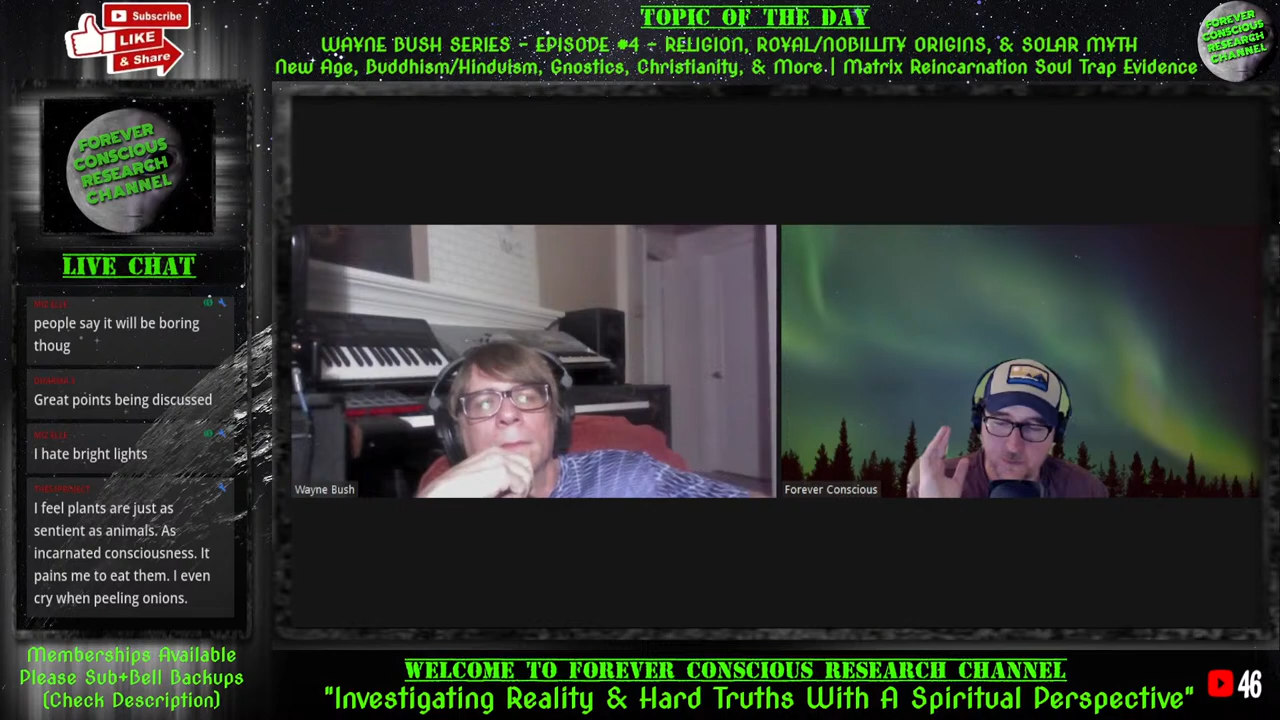 Subscribe
LIKE
& Share
TOPIC OF THE DAY
WAYNE BUSH SERIES - EPISODE #4 - RELIGION, ROYAL/NOBILLITY ORIGINS, & SOLAR MYTH
New Age, Buddhism/Hinduism, Gnostics, Christianity, & More | Matrix Reincarnation Soul Trap Evidence
FOREVER
CONSCIOUS
RESEARCH
CHANNEL
FOREVER
CONSCIOUS
RESEARCH
CHANNEL
LIVE CHAT
people say it will be boring
thoug
Great points being discussed
I hate bright lights
I feel plants are just as
sentient as animals. As
incarnated consciousness. It
pains me to eat them. I even
cry when peeling onions.
Wayne Bush
Forever Conscious
Memberships Available
Please Sub+Bell Backups
(Check Description)
WELCOME TO FOREVER CONSCIOUS RESEARCH CHANNEL
"Investigating Reality & Hard Truths With A Spiritual Perspective"
46